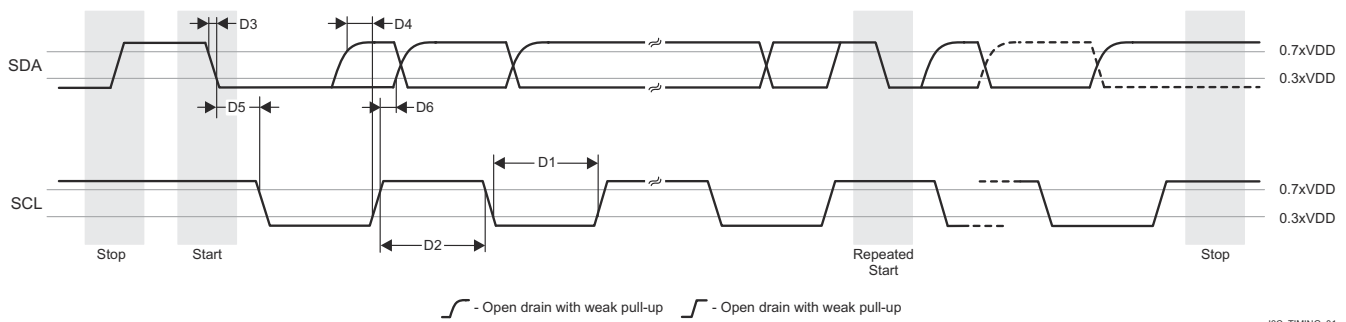 D3
D4
0.7xVDD
SDA
0.3xVDD
D5
D6
D1
0.7xVDD
SCL
0.3xVDD
D2
Stop
Start
Repeated
Start
Stop
- Open drain with weak pull-up
- Open drain with weak pull-up